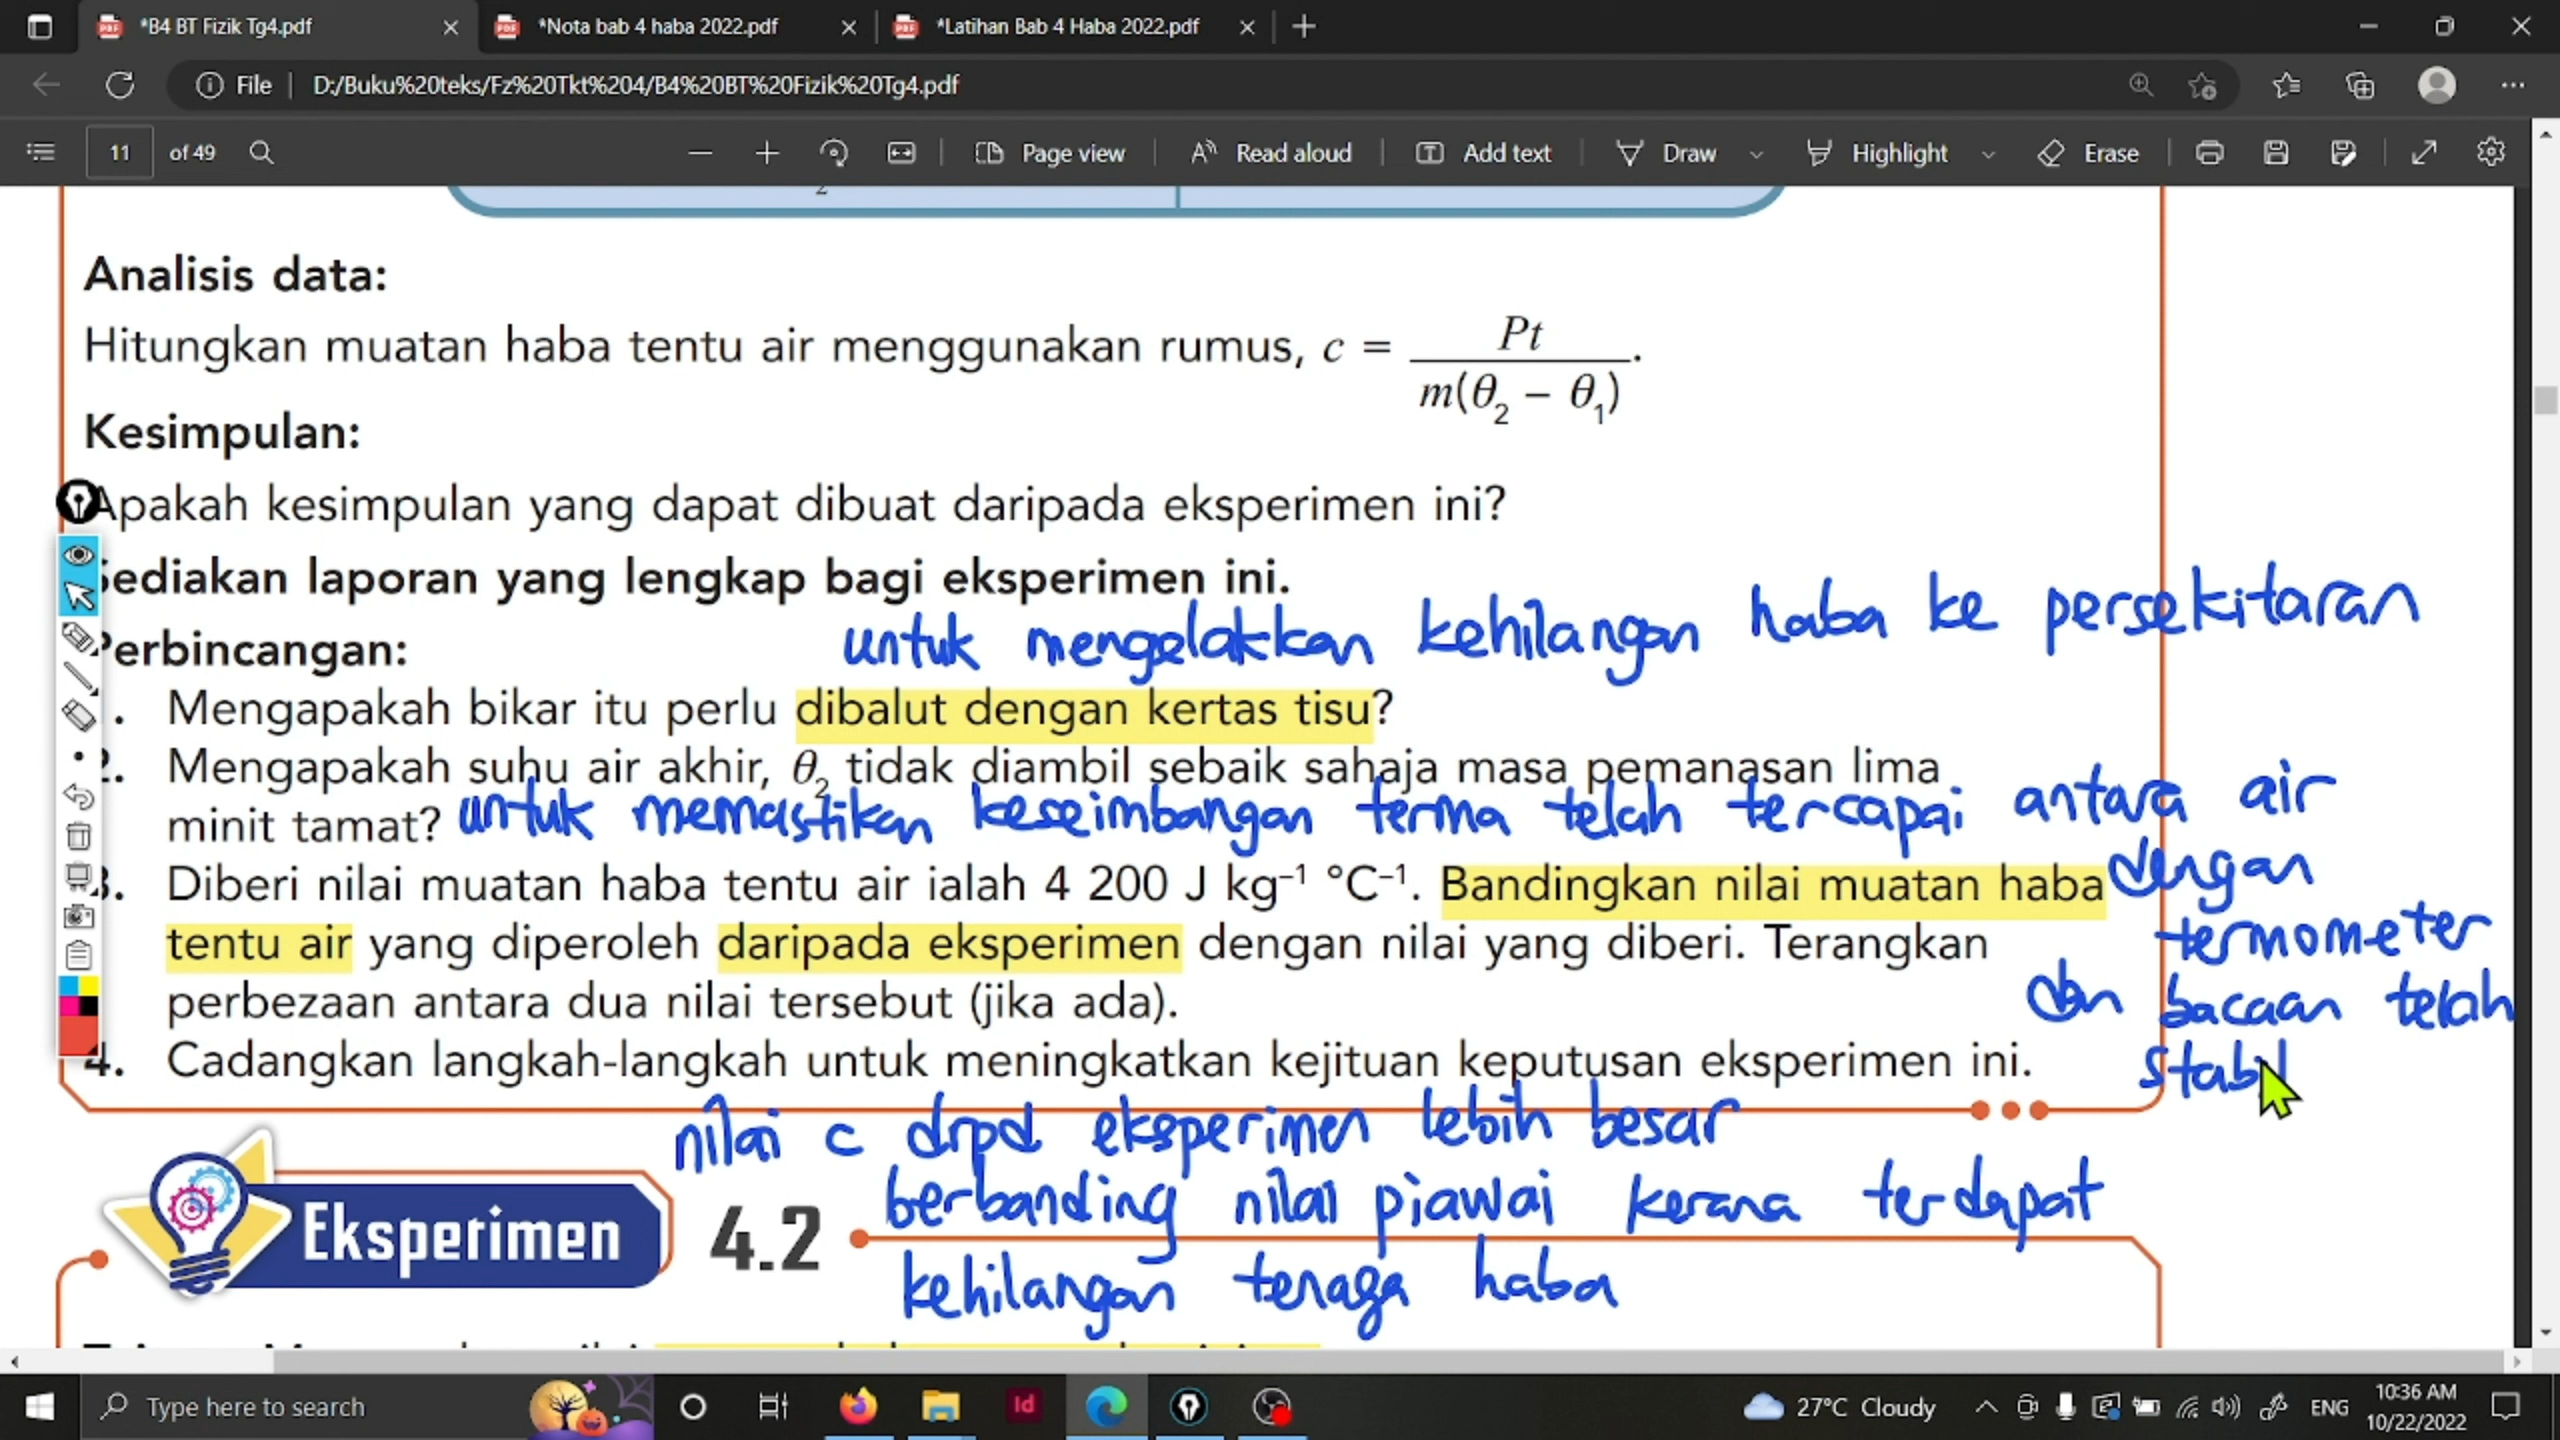 *B4 BT Fizik Tg4.pdf
*Nota bab 4 haba 2022.pdf
*Latihan Bab 4 Haba 2022.pdf
File
D:/Buku%20teks/Fz%20Tkt%204/B4%20BT%20Fizik%20Tg4.pdf
11 of 49
Page view
Read aloud
Add text
Draw
Highlight
Erase
2
Analisis data:
Hitungkan muatan haba tentu air menggunakan rumus, c = Pt / m(θ₂ – θ₁).
Kesimpulan:
Apakah kesimpulan yang dapat dibuat daripada eksperimen ini?
Sediakan laporan yang lengkap bagi eksperimen ini.
untuk mengelakkan kehilangan haba ke persekitaran
Perbincangan:
1. Mengapakah bikar itu perlu dibalut dengan kertas tisu?
2. Mengapakah suhu air akhir, θ₂ tidak diambil sebaik sahaja masa pemanasan lima
minit tamat?
untuk memastikan keseimbangan terma telah tercapai antara air
dengan
termometer
dan bacaan telah
stabil
3. Diberi nilai muatan haba tentu air ialah 4 200 J kg⁻¹ °C⁻¹. Bandingkan nilai muatan haba
tentu air yang diperoleh daripada eksperimen dengan nilai yang diberi. Terangkan
perbezaan antara dua nilai tersebut (jika ada).
4. Cadangkan langkah-langkah untuk meningkatkan kejituan keputusan eksperimen ini.
nilai c drpd eksperimen lebih besar
berbanding nilai piawai kerana terdapat
kehilangan tenaga haba
Eksperimen 4.2
Type here to search
Id
27°C Cloudy
ENG
10:36 AM
10/22/2022